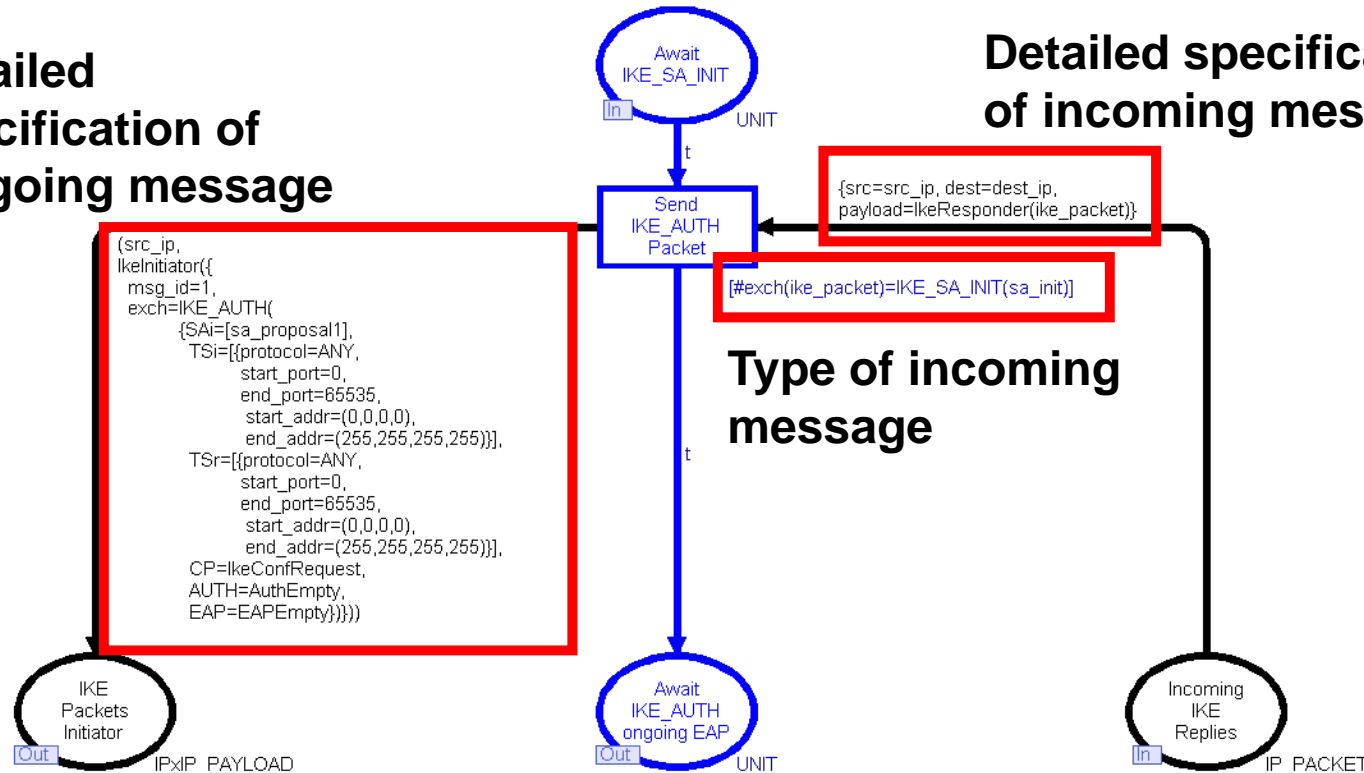 ailed
cification of
going message
Await
IKE_SA_INIT
In
UNIT
t
Detailed specifica
of incoming mes
{src=src_ip, dest=dest_ip,
payload=IkeResponder(ike_packet)}
Send
IKE_AUTH
Packet
[#exch(ike_packet)=IKE_SA_INIT(sa_init)]
Type of incoming
message
(src_ip,
IkeInitiator({
msg_id=1,
exch=IKE_AUTH(
{SAi=[sa_proposal1],
TSi=[{protocol=ANY,
start_port=0,
end_port=65535,
start_addr=(0,0,0,0),
end_addr=(255,255,255,255)}],
TSr=[{protocol=ANY,
start_port=0,
end_port=65535,
start_addr=(0,0,0,0),
end_addr=(255,255,255,255)}],
CP=IkeConfRequest,
AUTH=AuthEmpty,
EAP=EAPEmpty})}))
t
IKE
Packets
Initiator
Out
IPxIP PAYLOAD
Await
IKE_AUTH
ongoing EAP
Out
UNIT
Incoming
IKE
Replies
In
IP PACKET